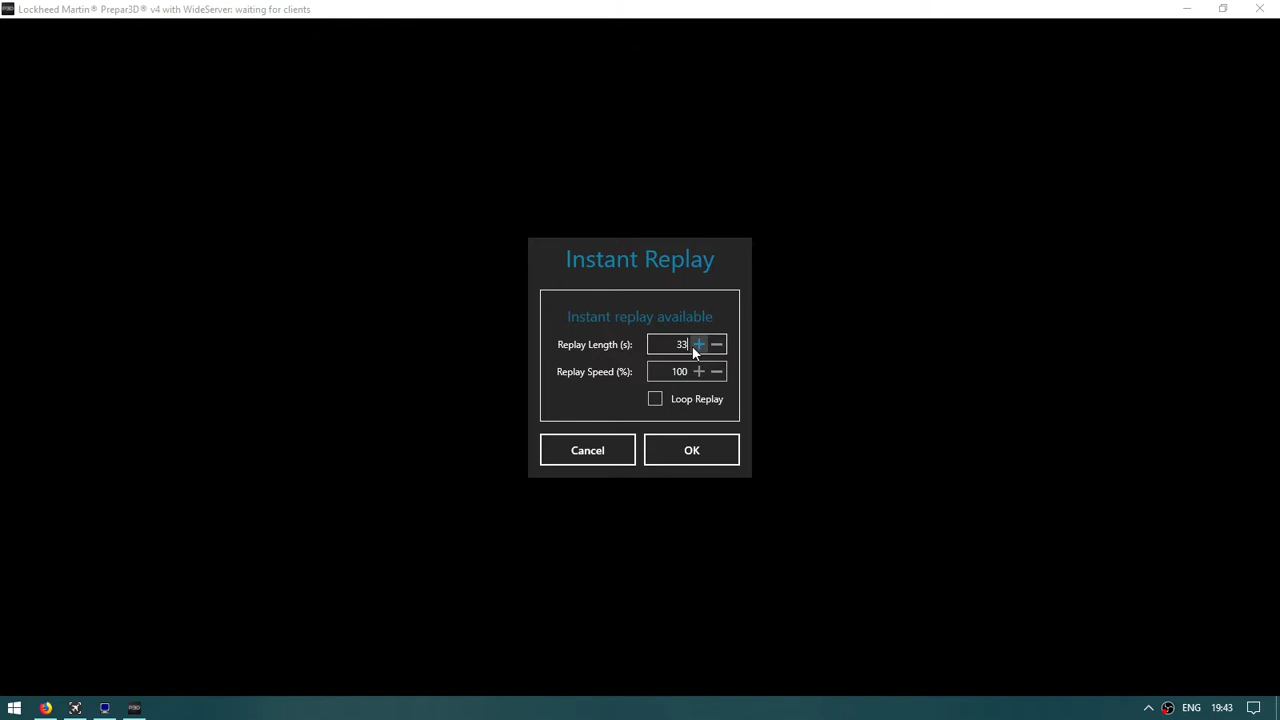 Lockheed Martin® Prepar3D® v4 with WideServer: waiting for clients
Instant Replay
Instant replay available
Replay Length (s): 33
Replay Speed (%): 100
Loop Replay
Cancel OK
ENG 19:43